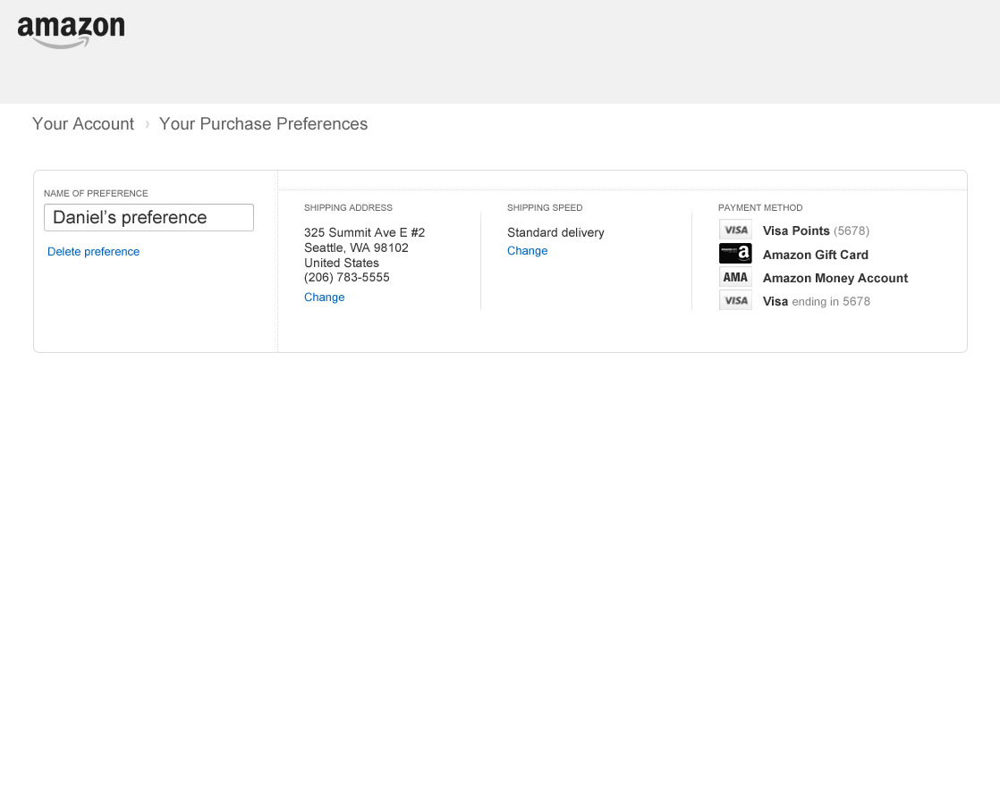 amazon
Your Account › Your Purchase Preferences
NAME OF PREFERENCE
Daniel’s preference
Delete preference
SHIPPING ADDRESS
325 Summit Ave E #2
Seattle, WA 98102
United States
(206) 783-5555
Change
SHIPPING SPEED
Standard delivery
Change
PAYMENT METHOD
VISA Visa Points (5678)
a Amazon Gift Card
AMA Amazon Money Account
VISA Visa ending in 5678